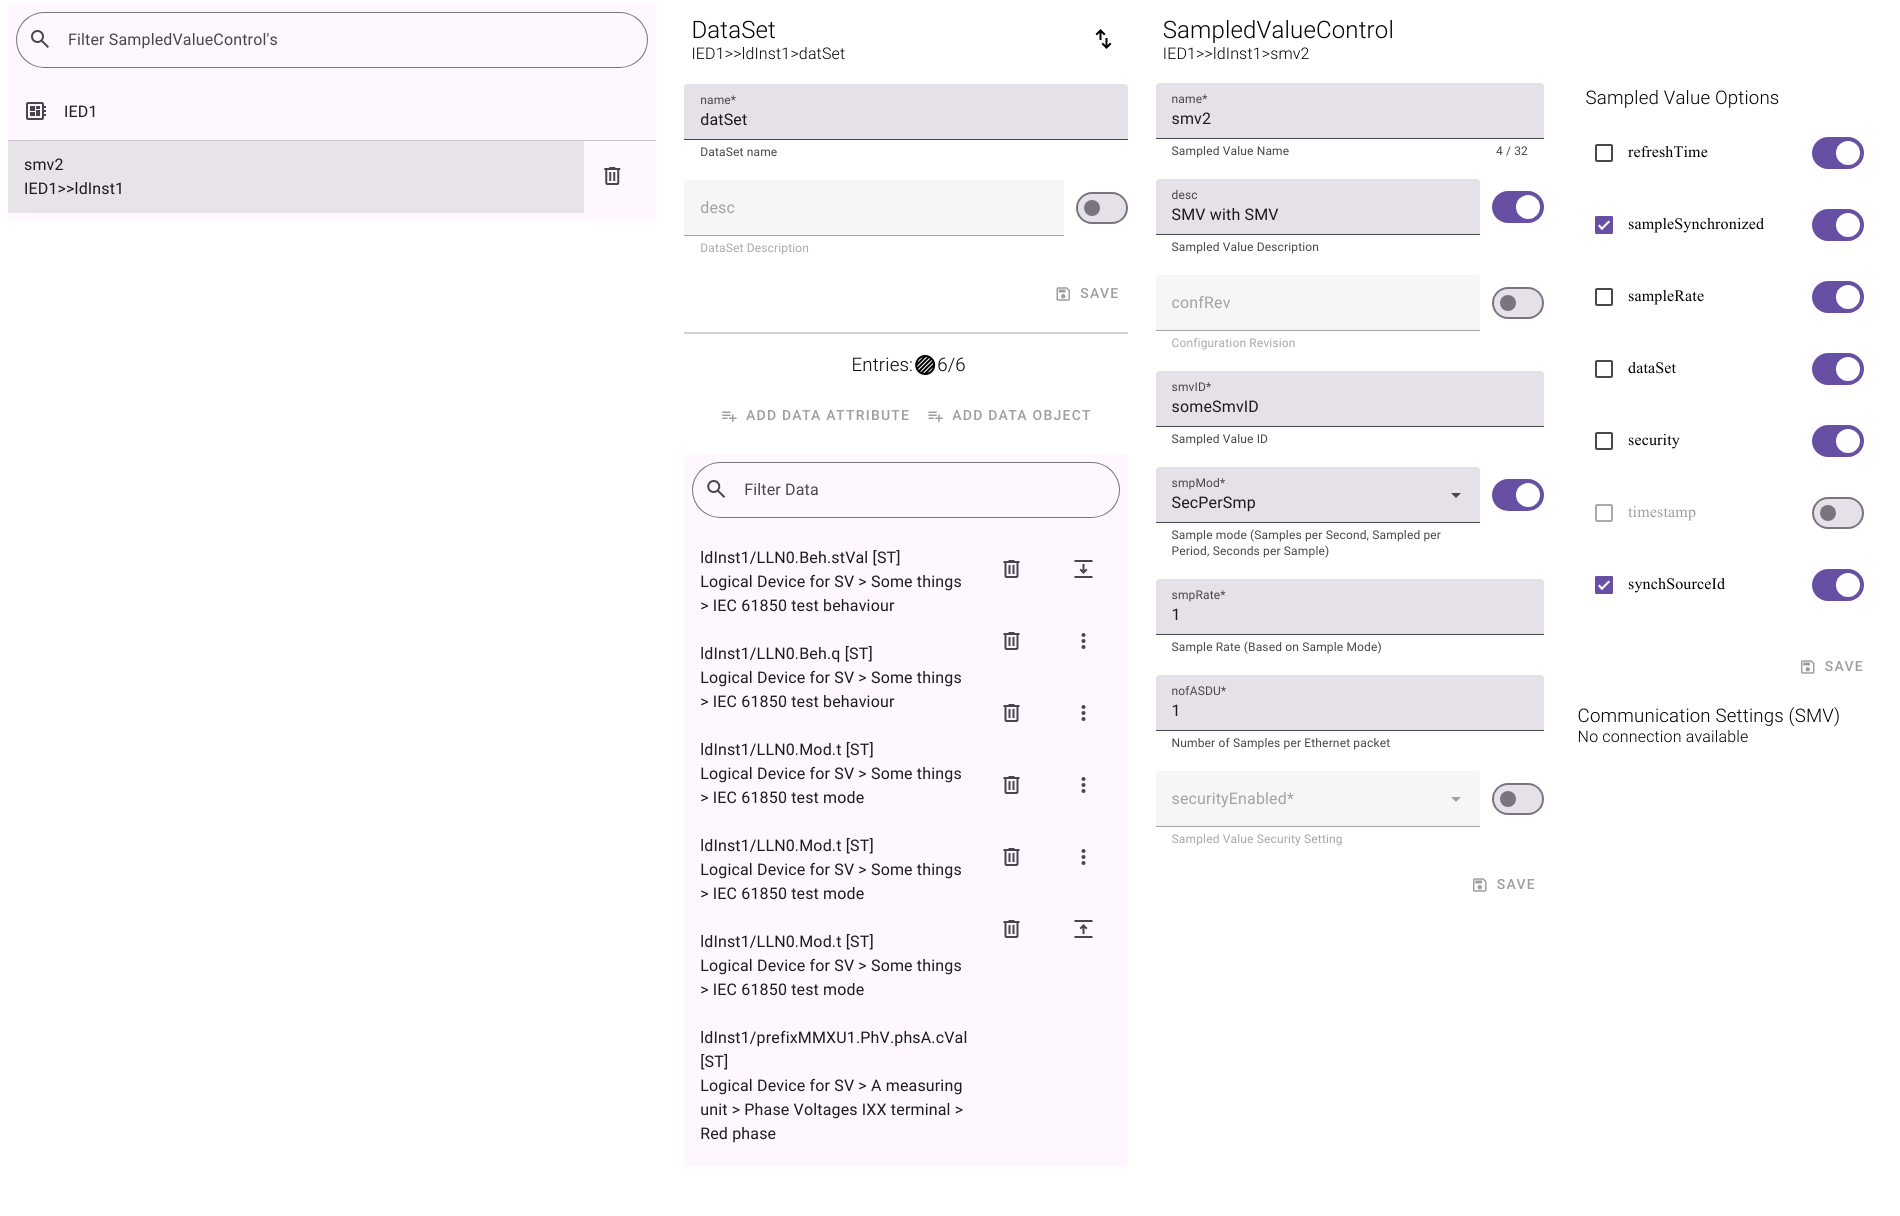 Filter SampledValueControl's
IED1
smv2
IED1>>ldInst1
DataSet
IED1>>ldInst1>datSet
name*
datSet
DataSet name
desc
DataSet Description
SAVE
Entries: 6/6
ADD DATA ATTRIBUTE
ADD DATA OBJECT
Filter Data
ldInst1/LLN0.Beh.stVal [ST]
Logical Device for SV > Some things
> IEC 61850 test behaviour
ldInst1/LLN0.Beh.q [ST]
Logical Device for SV > Some things
> IEC 61850 test behaviour
ldInst1/LLN0.Mod.t [ST]
Logical Device for SV > Some things
> IEC 61850 test mode
ldInst1/LLN0.Mod.t [ST]
Logical Device for SV > Some things
> IEC 61850 test mode
ldInst1/LLN0.Mod.t [ST]
Logical Device for SV > Some things
> IEC 61850 test mode
ldInst1/prefixMMXU1.PhV.phsA.cVal
[ST]
Logical Device for SV > A measuring
unit > Phase Voltages IXX terminal >
Red phase
SampledValueControl
IED1>>ldInst1>smv2
name*
smv2
Sampled Value Name
4 / 32
desc
SMV with SMV
Sampled Value Description
confRev
Configuration Revision
smvID*
someSmvID
Sampled Value ID
smpMod*
SecPerSmp
Sample mode (Samples per Second, Sampled per
Period, Seconds per Sample)
smpRate*
1
Sample Rate (Based on Sample Mode)
nofASDU*
1
Number of Samples per Ethernet packet
securityEnabled*
Sampled Value Security Setting
SAVE
Sampled Value Options
refreshTime
sampleSynchronized
sampleRate
dataSet
security
timestamp
synchSourceId
SAVE
Communication Settings (SMV)
No connection available